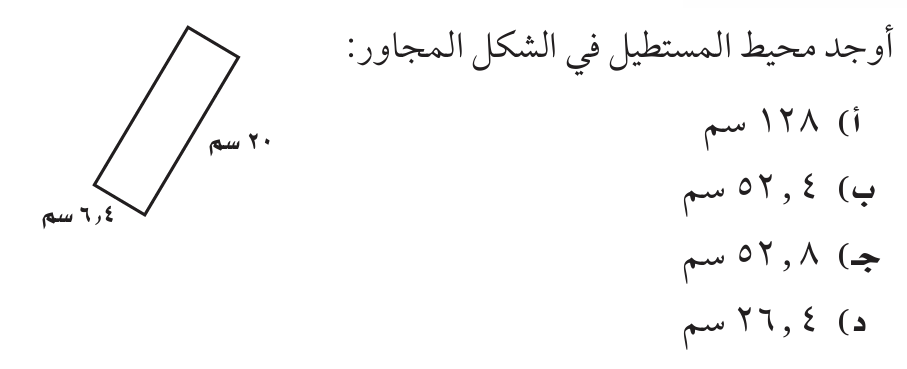 أوجد محيط المستطيل في الشكل المجاور:
٢٠ سم
٦,٤ سم
أ) ١٢٨ سم
ب) ٥٢,٤ سم
جـ) ٥٢,٨ سم
د) ٢٦,٤ سم